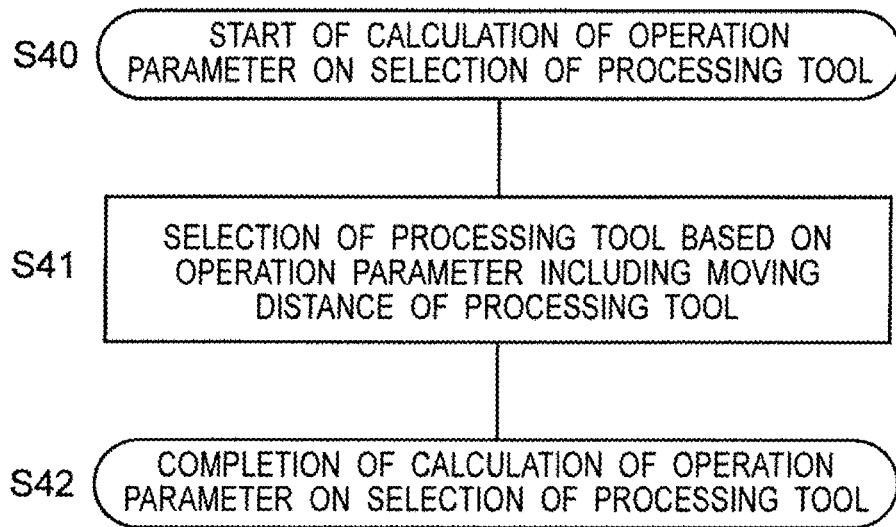 S40
START OF CALCULATION OF OPERATION
PARAMETER ON SELECTION OF PROCESSING TOOL
S41
SELECTION OF PROCESSING TOOL BASED ON
OPERATION PARAMETER INCLUDING MOVING
DISTANCE OF PROCESSING TOOL
S42
COMPLETION OF CALCULATION OF OPERATION
PARAMETER ON SELECTION OF PROCESSING TOOL